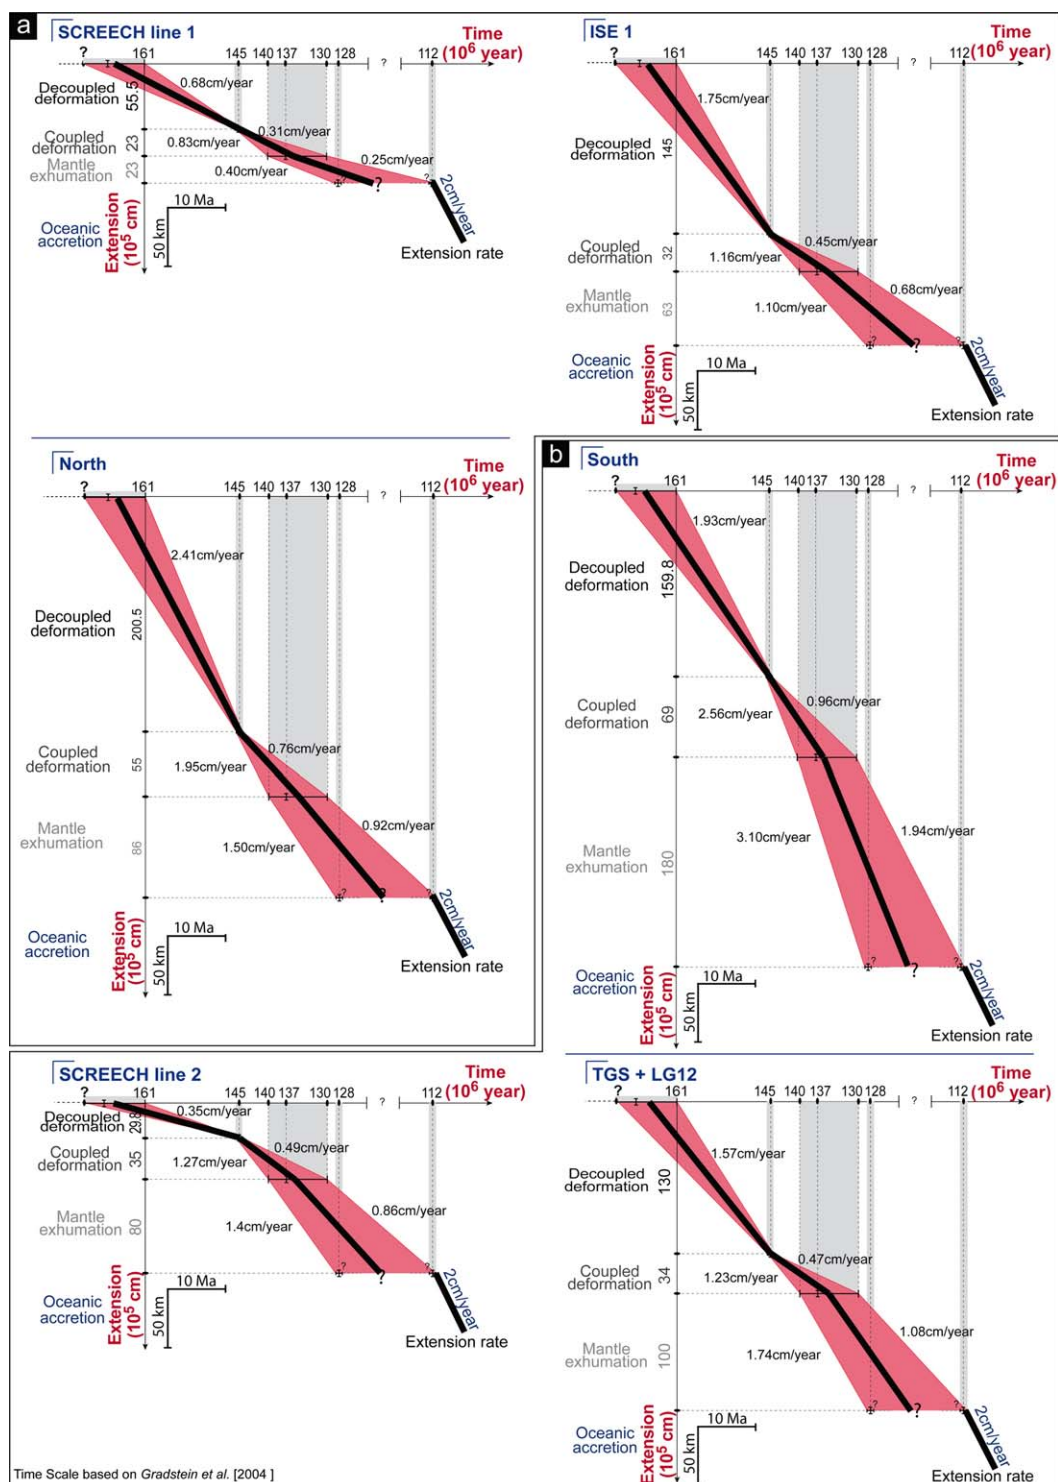 a
SCREECH line 1
Time
(10⁶ year)
? 161 145 140 137 130 128 ? 112
Decoupled
deformation
55.5
0.68cm/year
Coupled
deformation
23
0.31cm/year
0.83cm/year
Mantle
exhumation
23
0.25cm/year
0.40cm/year
?
?
?
Oceanic
accretion
Extension
(10⁵ cm)
10 Ma
50 km
2cm/year
Extension rate
ISE 1
Time
(10⁶ year)
? 161 145 140 137 130 128 ? 112
Decoupled
deformation
145
1.75cm/year
Coupled
deformation
32
0.45cm/year
1.16cm/year
Mantle
exhumation
63
0.68cm/year
1.10cm/year
?
?
?
Oceanic
accretion
Extension
(10⁵ cm)
10 Ma
50 km
2cm/year
Extension rate
North
Time
(10⁶ year)
? 161 145 140 137 130 128 ? 112
Decoupled
deformation
200.5
2.41cm/year
Coupled
deformation
55
0.76cm/year
1.95cm/year
Mantle
exhumation
86
0.92cm/year
1.50cm/year
?
?
?
Oceanic
accretion
Extension
(10⁵ cm)
10 Ma
50 km
2cm/year
Extension rate
b
South
Time
(10⁶ year)
? 161 145 140 137 130 128 ? 112
Decoupled
deformation
159.8
1.93cm/year
Coupled
deformation
69
0.96cm/year
2.56cm/year
Mantle
exhumation
180
1.94cm/year
3.10cm/year
?
?
?
Oceanic
accretion
Extension
(10⁵ cm)
10 Ma
50 km
2cm/year
Extension rate
SCREECH line 2
Time
(10⁶ year)
? 161 145 140 137 130 128 ? 112
Decoupled
deformation
29.8
0.35cm/year
Coupled
deformation
35
0.49cm/year
1.27cm/year
Mantle
exhumation
80
0.86cm/year
1.4cm/year
?
?
?
Oceanic
accretion
Extension
(10⁵ cm)
10 Ma
50 km
2cm/year
Extension rate
TGS + LG12
Time
(10⁶ year)
? 161 145 140 137 130 128 ? 112
Decoupled
deformation
130
1.57cm/year
Coupled
deformation
34
0.47cm/year
1.23cm/year
Mantle
exhumation
100
1.08cm/year
1.74cm/year
?
?
?
Oceanic
accretion
Extension
(10⁵ cm)
10 Ma
50 km
2cm/year
Extension rate
Time Scale based on Gradstein et al. [2004 ]